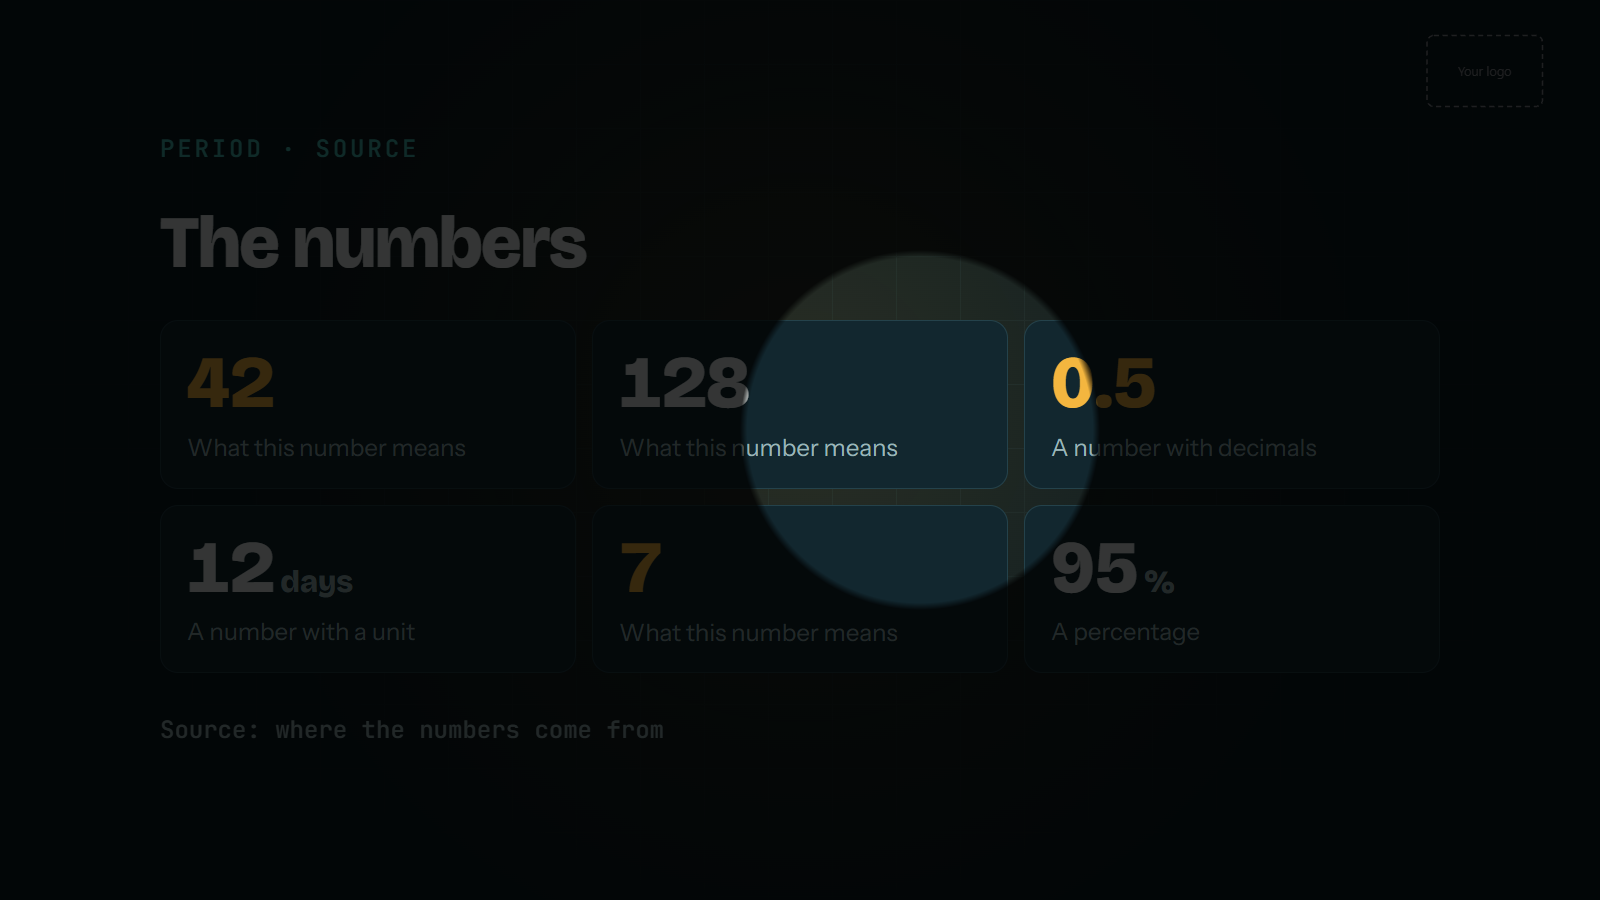 Your logo
PERIOD · SOURCE
The numbers
42
What this number means
128
What this number means
0.5
A number with decimals
12 days
A number with a unit
7
What this number means
95 %
A percentage
Source: where the numbers come from